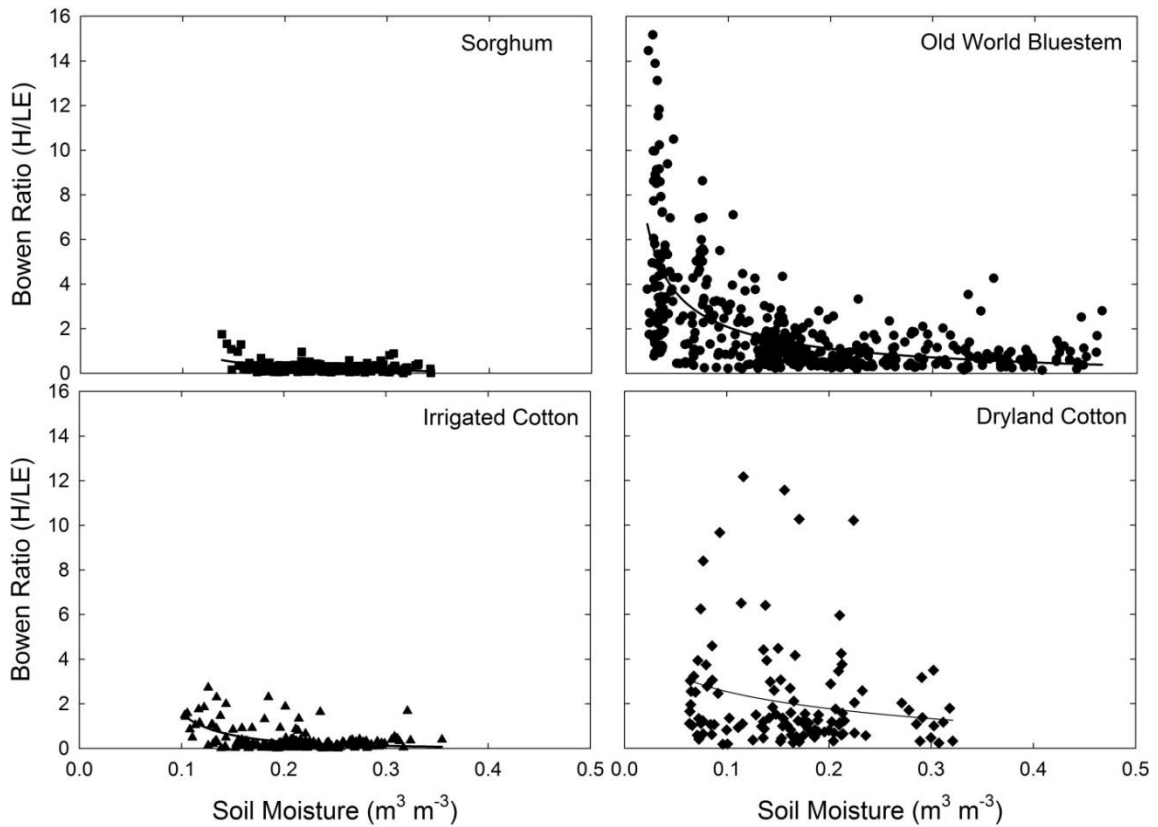 16
14
12
10
8
6
4
2
0
Bowen Ratio (H/LE)
Sorghum
Old World Bluestem
16
14
12
10
8
6
4
2
0
Bowen Ratio (H/LE)
Irrigated Cotton
Dryland Cotton
0.0 0.1 0.2 0.3 0.4 0.5
0.0 0.1 0.2 0.3 0.4 0.5
Soil Moisture (m³ m⁻³)
Soil Moisture (m³ m⁻³)